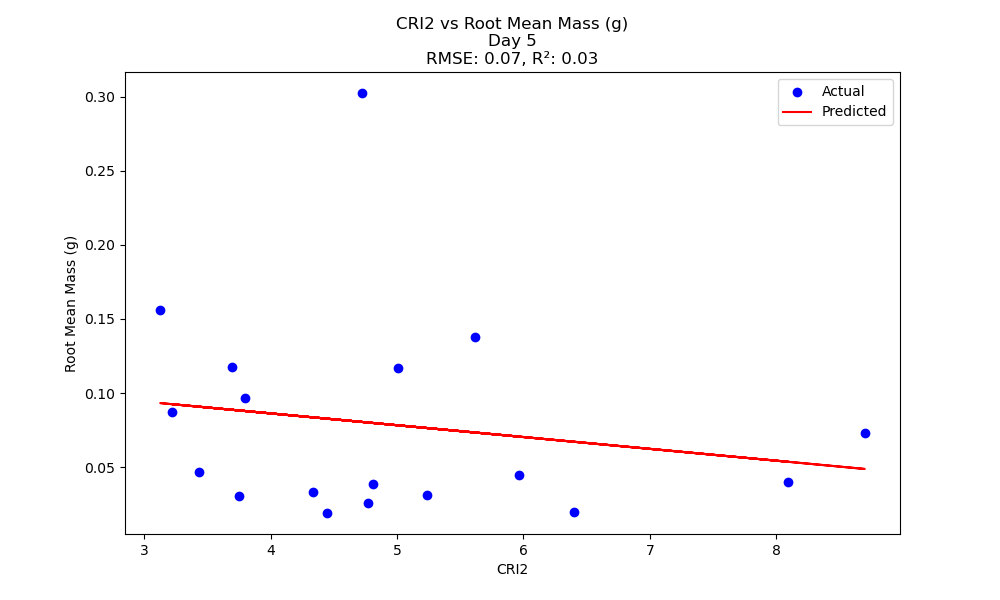 CRI2 vs Root Mean Mass (g)
Day 5
RMSE: 0.07, R²: 0.03
Actual
Predicted
Root Mean Mass (g)
0.30
0.25
0.20
0.15
0.10
0.05
3 4 5 6 7 8
CRI2